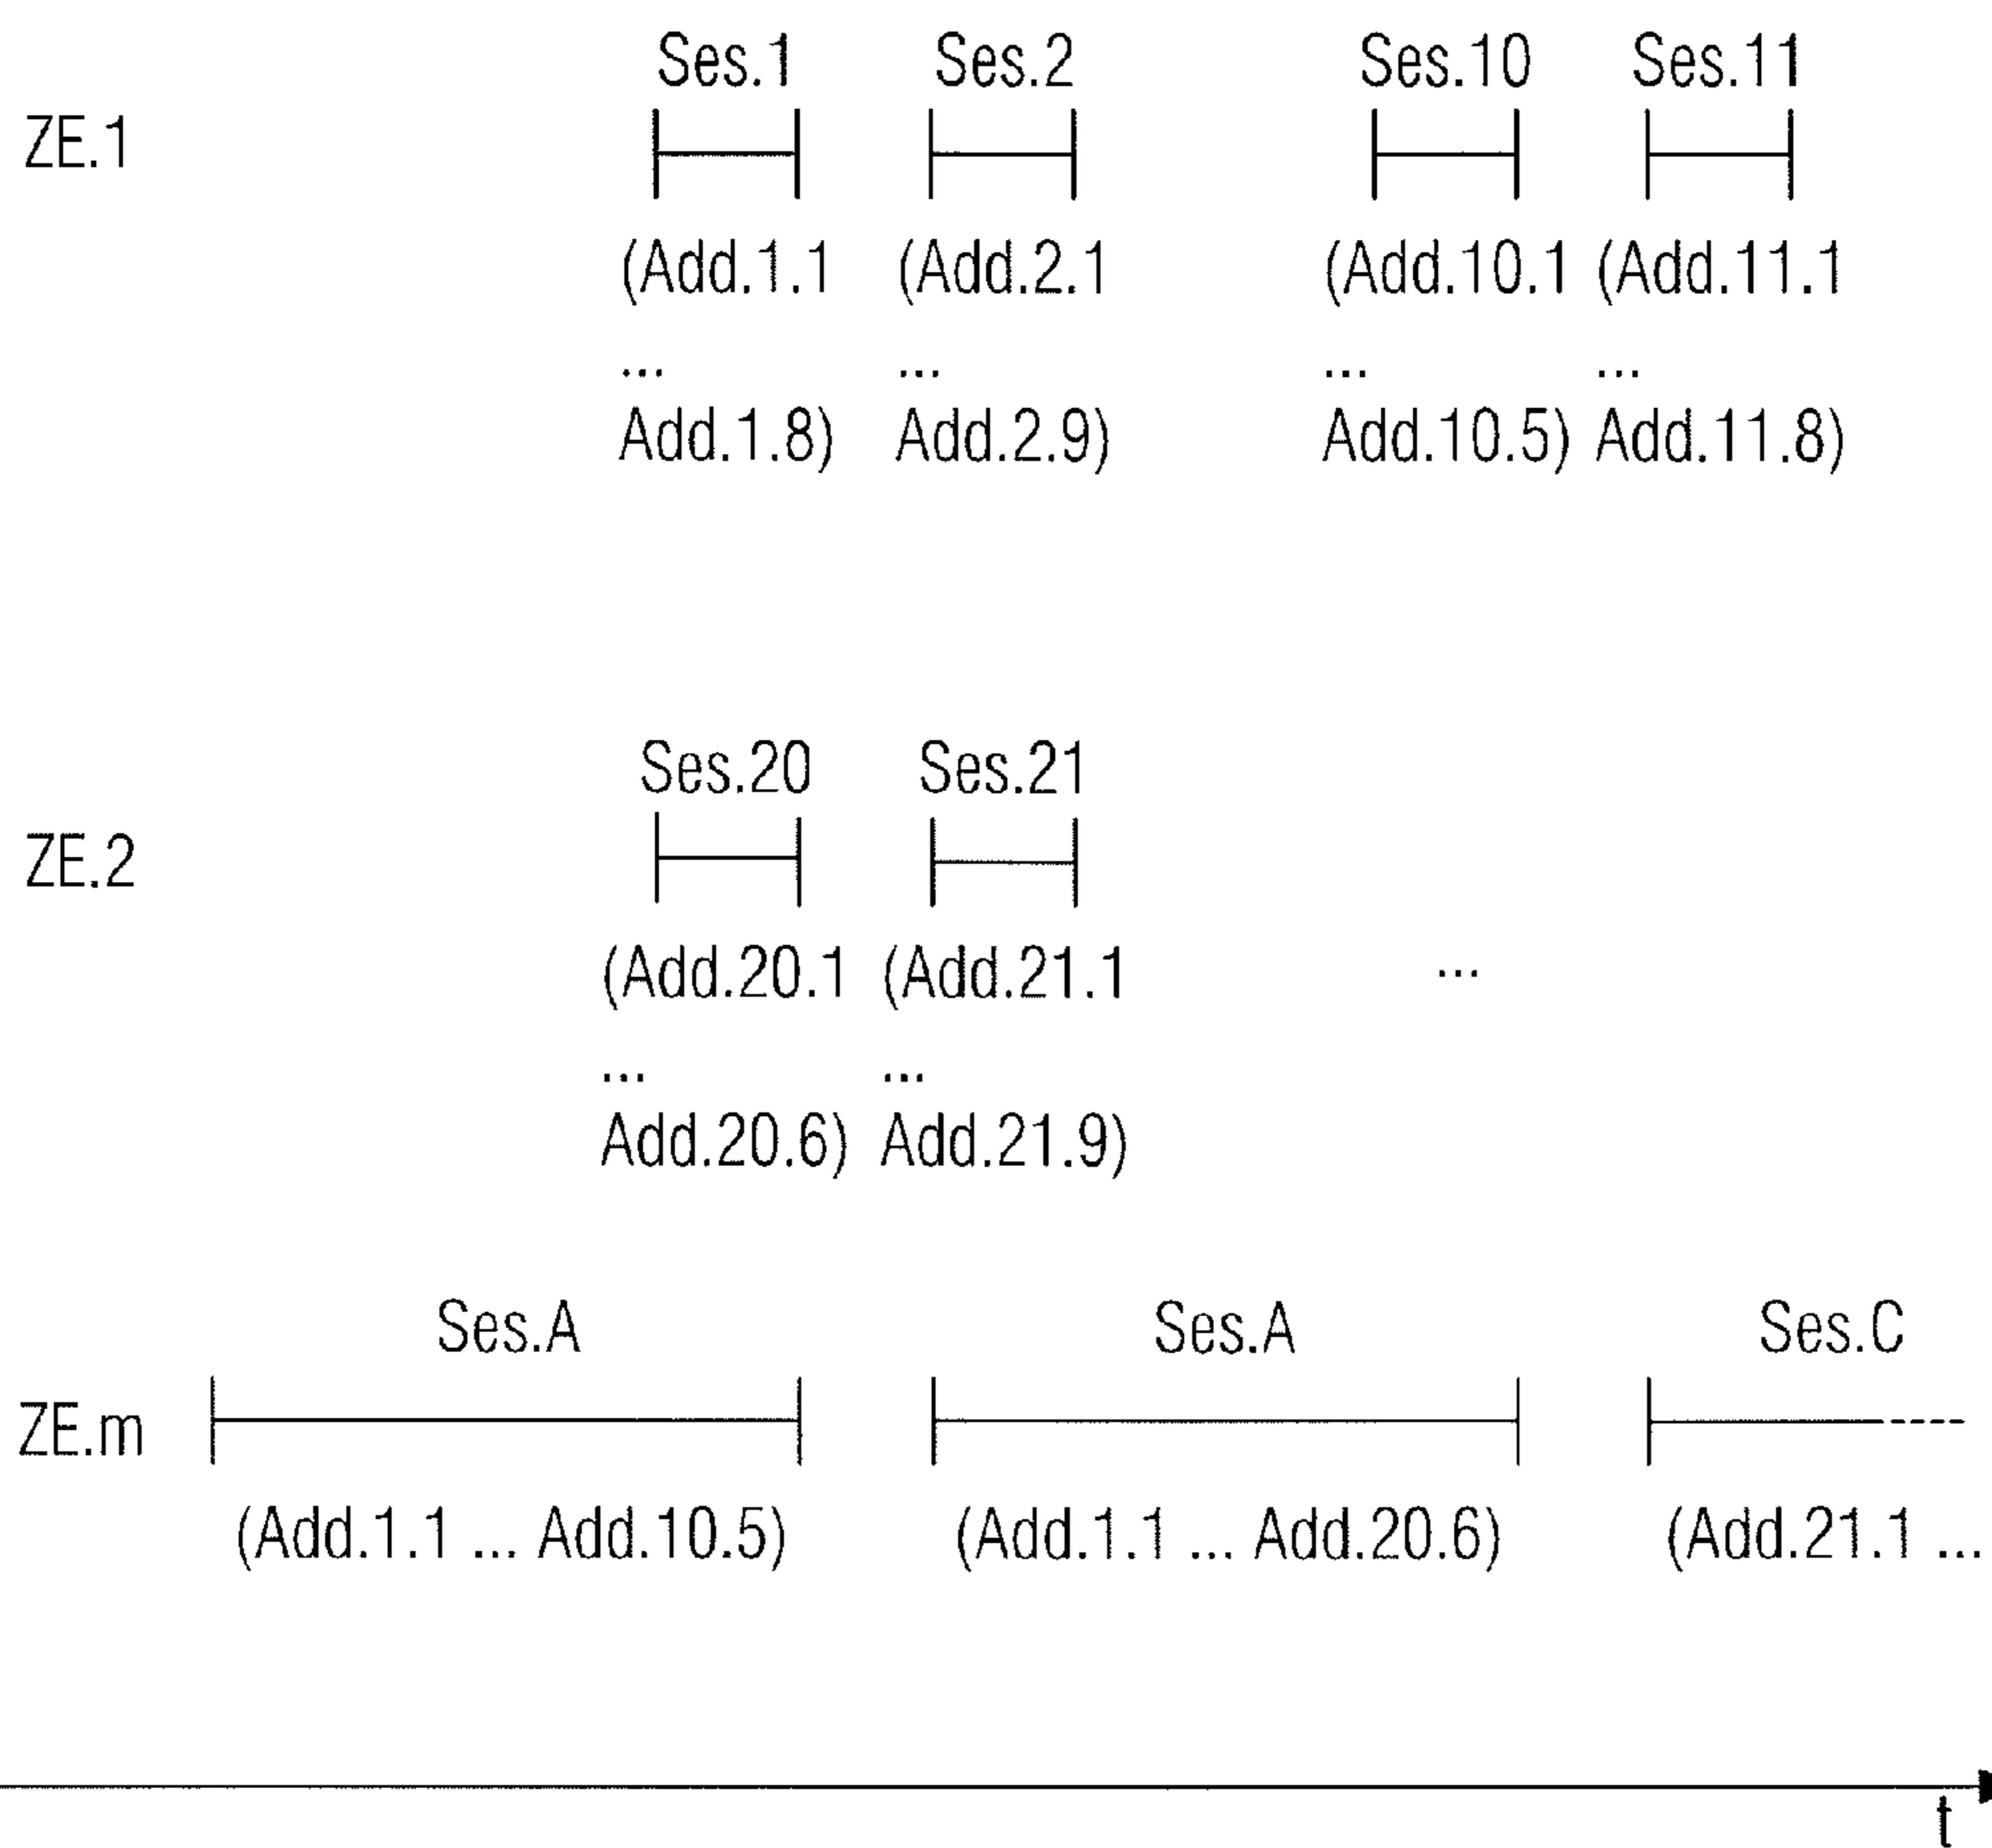 Ses.1 Ses.2 Ses.10 Ses.11
ZE.1
(Add.1.1 (Add.2.1 (Add.10.1 (Add.11.1
... ... ... ...
Add.1.8) Add.2.9) Add.10.5) Add.11.8)
Ses.20 Ses.21
ZE.2
(Add.20.1 (Add.21.1 ...
... ...
Add.20.6) Add.21.9)
Ses.A Ses.A Ses.C
ZE.m
(Add.1.1 ... Add.10.5) (Add.1.1 ... Add.20.6) (Add.21.1 ...
t